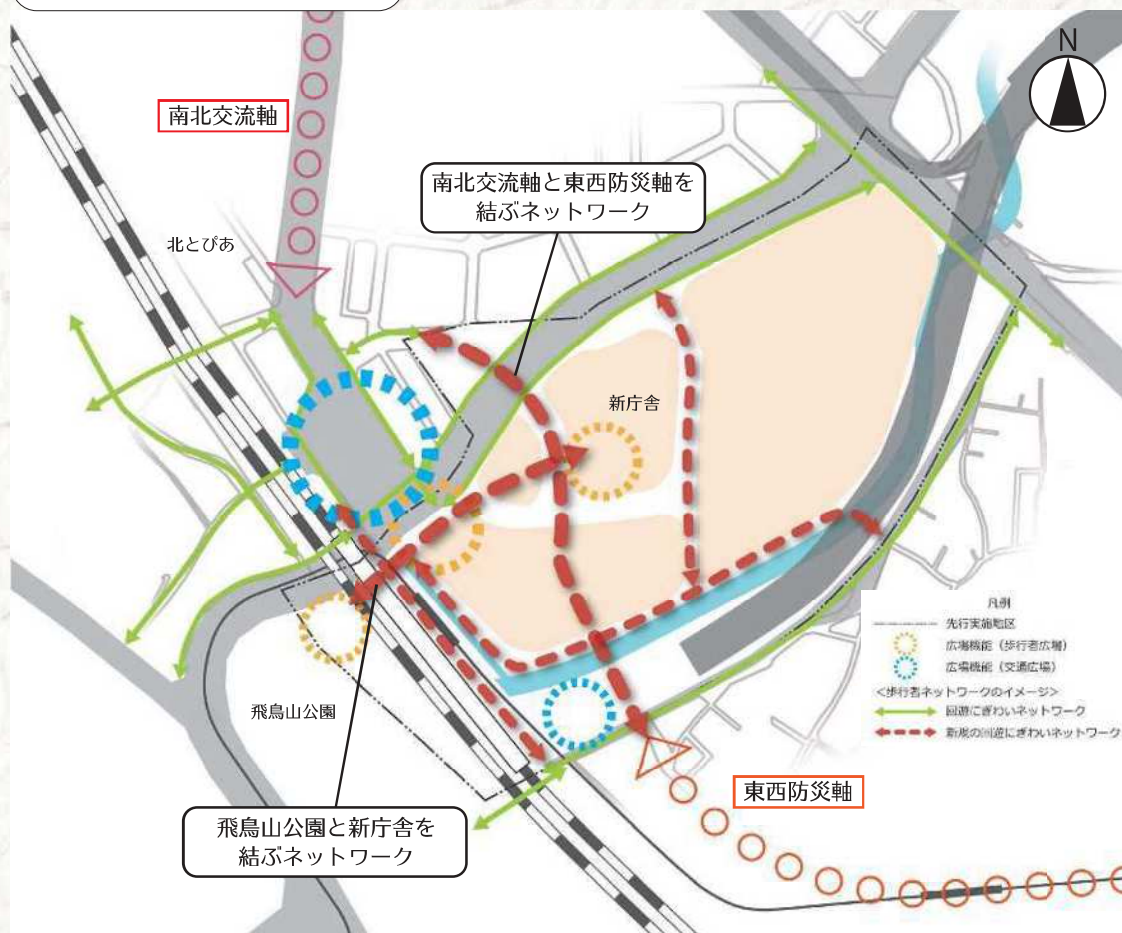 N
南北交流軸
南北交流軸と東西防災軸を
結ぶネットワーク
北とぴあ
新庁舎
凡例
先行実施地区
広場機能（歩行者広場）
広場機能（交通広場）
<歩行者ネットワークのイメージ>
回遊にぎわいネットワーク
新規の回遊にぎわいネットワーク
飛鳥山公園
東西防災軸
飛鳥山公園と新庁舎を
結ぶネットワーク